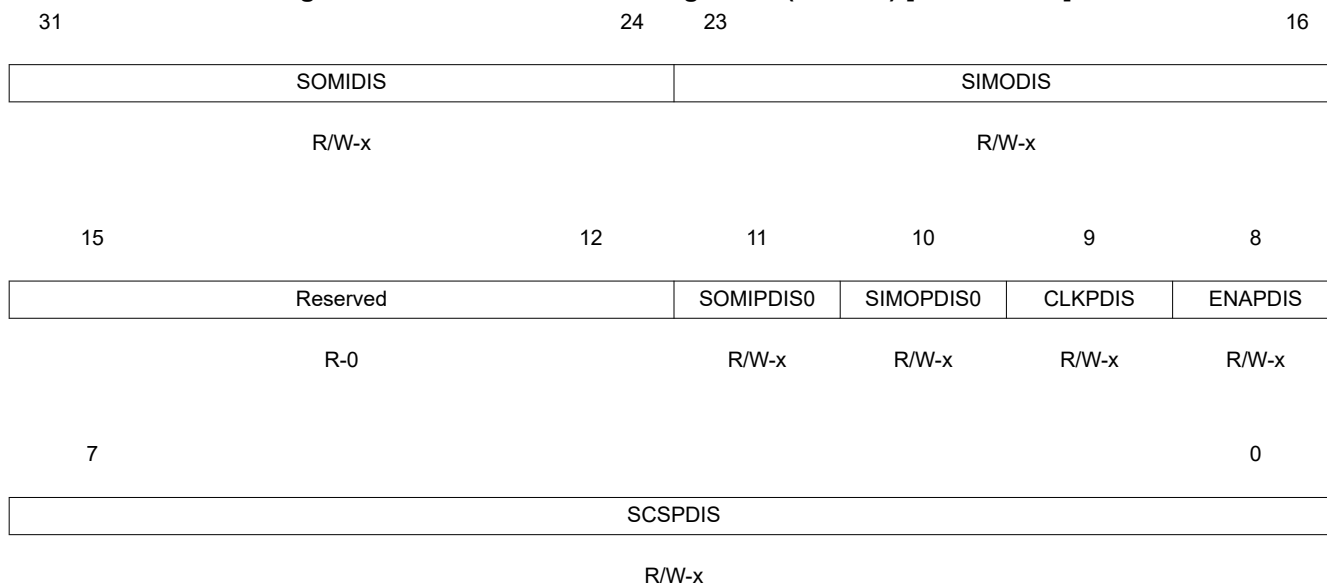 31 24 23 16
SOMIDIS SIMODIS
R/W-x R/W-x
15 12 11 10 9 8
Reserved SOMIPDIS0 SIMOPDIS0 CLKPDIS ENAPDIS
R-0 R/W-x R/W-x R/W-x R/W-x
7 0
SCSPDIS
R/W-x